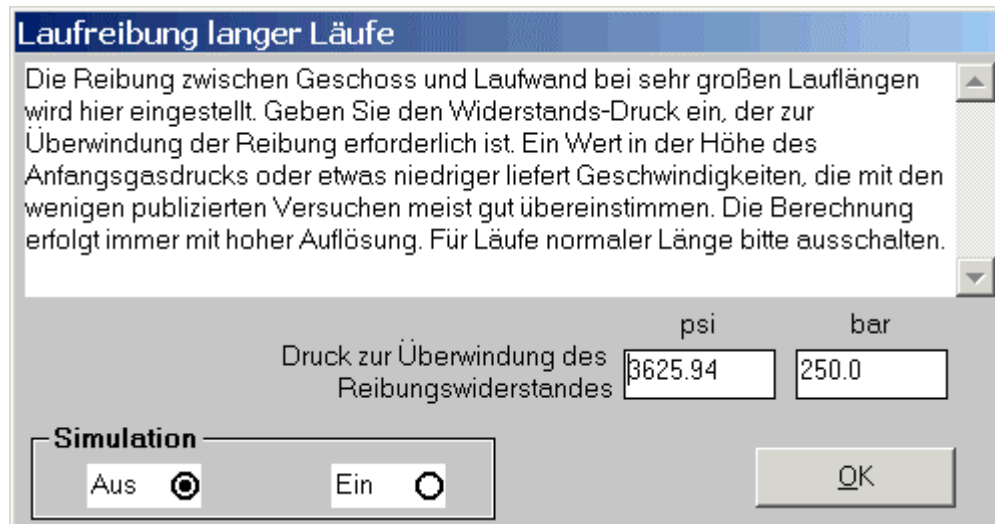 Laufreibung langer Läufe
Die Reibung zwischen Geschoss und Laufwand bei sehr großen Lauflängen
wird hier eingestellt. Geben Sie den Widerstands-Druck ein, der zur
Überwindung der Reibung erforderlich ist. Ein Wert in der Höhe des
Anfangsgasdrucks oder etwas niedriger liefert Geschwindigkeiten, die mit den
wenigen publizierten Versuchen meist gut übereinstimmen. Die Berechnung
erfolgt immer mit hoher Auflösung. Für Läufe normaler Länge bitte ausschalten.
psi bar
Druck zur Überwindung des
Reibungswiderstandes
3625.94 250.0
Simulation
Aus Ein
OK